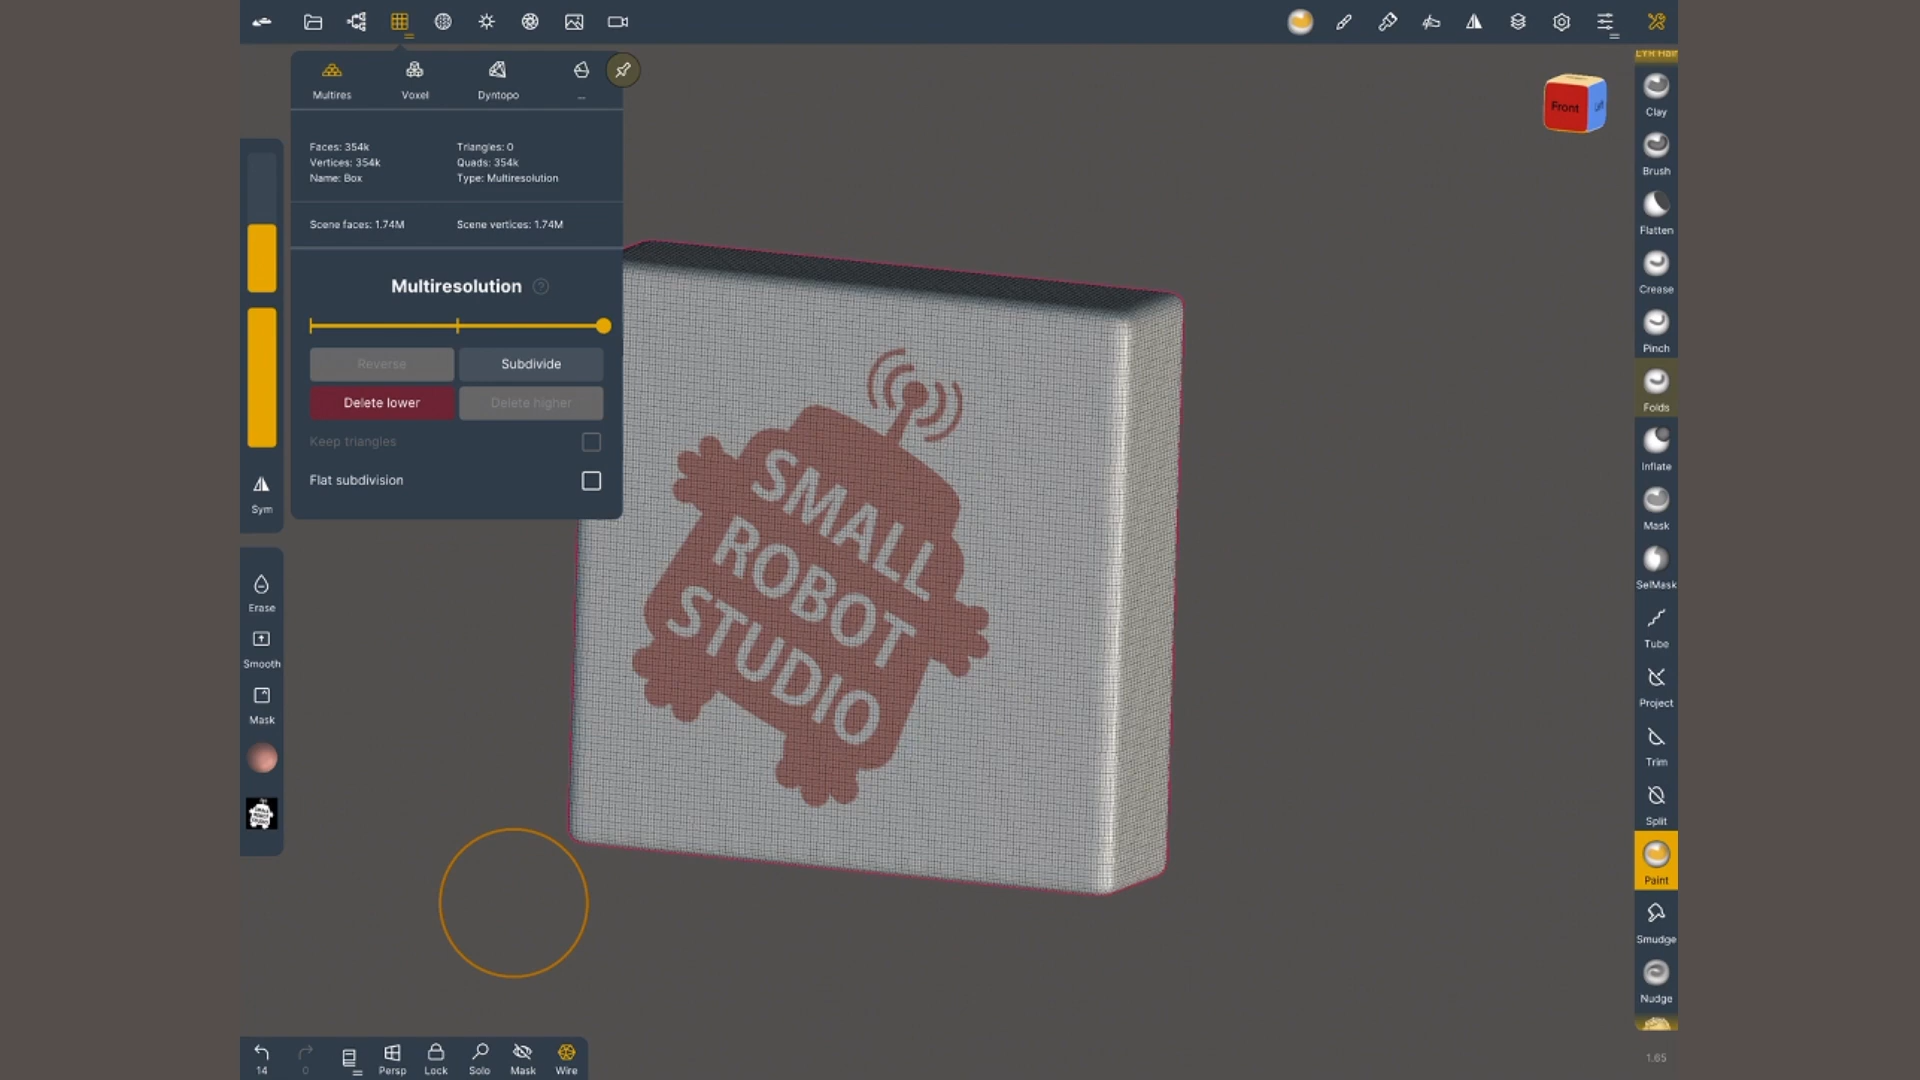 Multires
Voxel
Dyntopo
...
Faces: 354k
Triangles: 0
Vertices: 354k
Quads: 354k
Name: Box
Type: Multiresolution
Scene faces: 1.74M
Scene vertices: 1.74M
Multiresolution ?
Reverse
Subdivide
Delete lower
Delete higher
Keep triangles
Flat subdivision
Sym
Erase
Smooth
Mask
SMALL
ROBOT
STUDIO
Front
Left
Clay
Brush
Flatten
Crease
Pinch
Folds
Inflate
Mask
SelMask
Tube
Project
Trim
Split
Paint
Smudge
Nudge
1.65
14
0
Persp
Lock
Solo
Mask
Wire